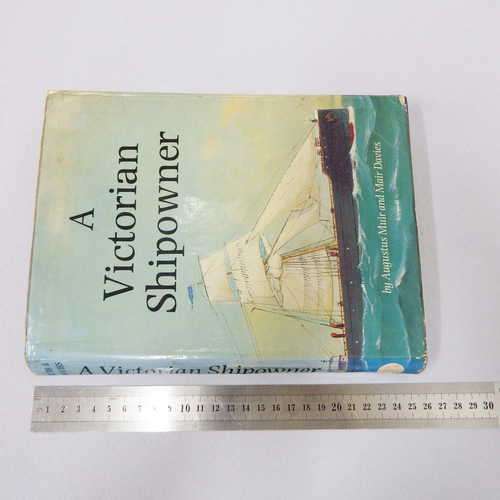 A
Victorian
Shipowner
by Augustus Muir and Mair Davies
A Victorian Shipowner
1 2 3 4 5 6 7 8 9 10 11 12 13 14 15 16 17 18 19 20 21 22 23 24 25 26 27 28 29 30